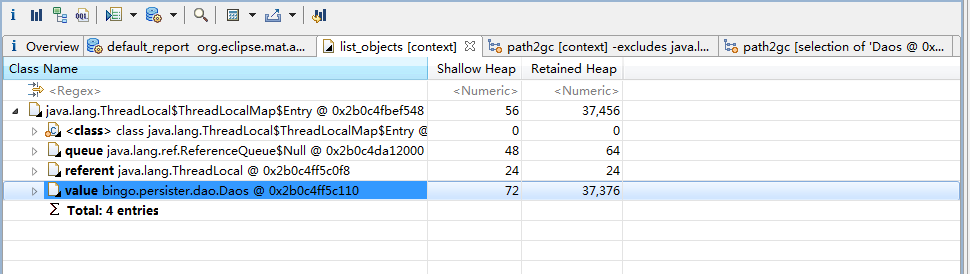 i OQL
i Overview default_report org.eclipse.mat.a... list_objects [context] path2gc [context] -excludes java.l... path2gc [selection of 'Daos @ 0x...
Class Name Shallow Heap Retained Heap
<Regex> <Numeric> <Numeric>
java.lang.ThreadLocal$ThreadLocalMap$Entry @ 0x2b0c4fbef548 56 37,456
<class> class java.lang.ThreadLocal$ThreadLocalMap$Entry @ 0 0
queue java.lang.ref.ReferenceQueue$Null @ 0x2b0c4da12000 48 64
referent java.lang.ThreadLocal @ 0x2b0c4ff5c0f8 24 24
value bingo.persister.dao.Daos @ 0x2b0c4ff5c110 72 37,376
Σ Total: 4 entries